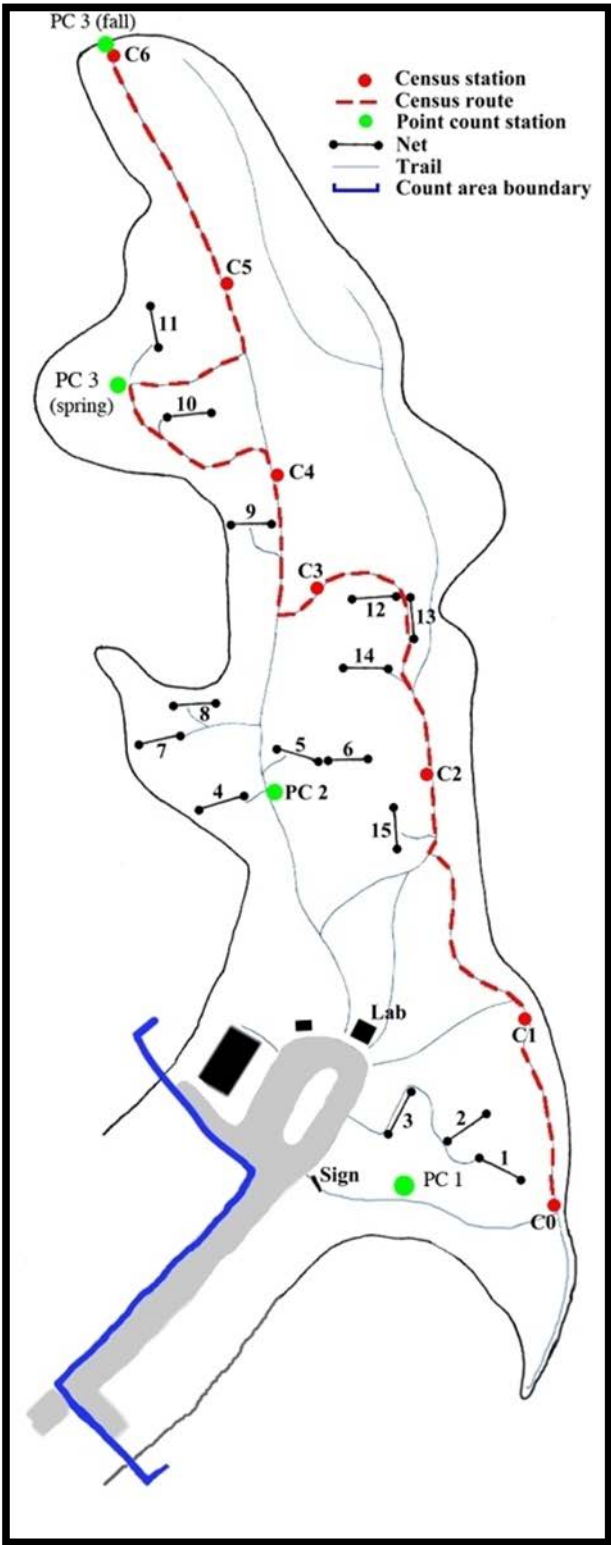 PC 3 (fall)
C6
Census station
Census route
Point count station
Net
Trail
Count area boundary
C5
11
PC 3
(spring)
10
C4
9
C3
12
13
14
8
7
5
6
C2
4
PC 2
15
Lab
C1
3
2
1
Sign
PC 1
C0